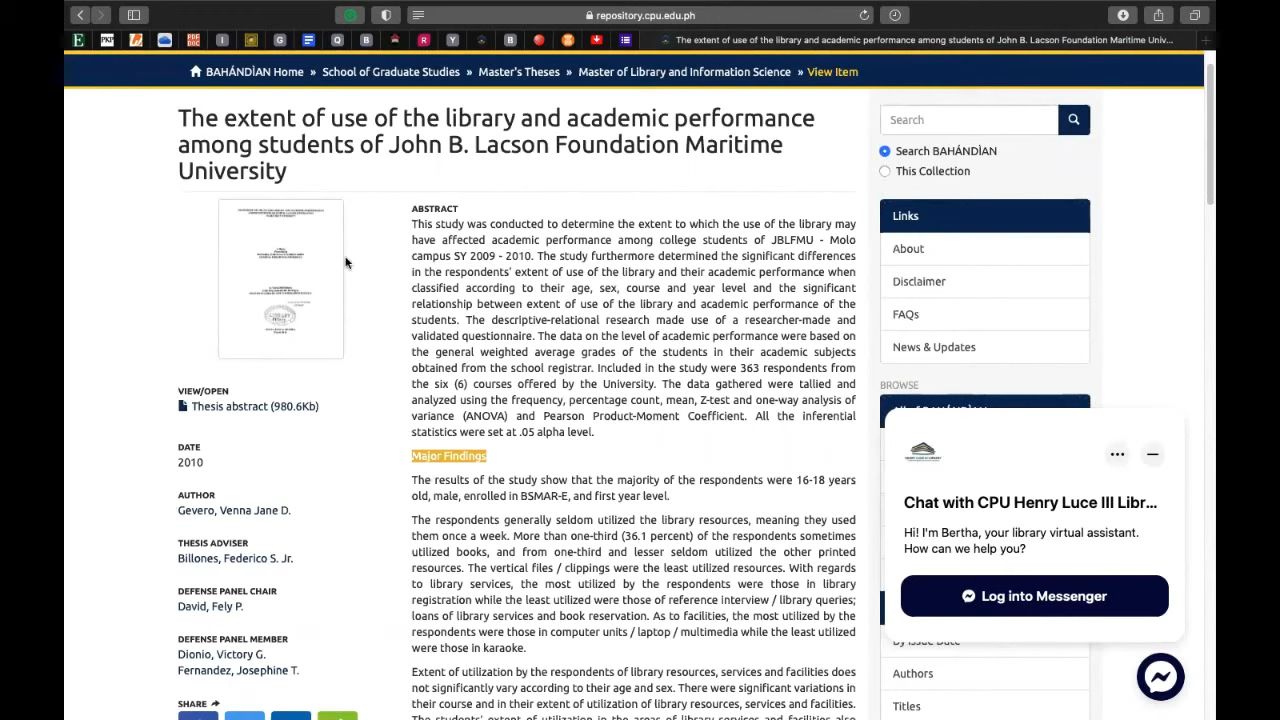 repository.cpu.edu.ph
The extent of use of the library and academic performance among students of John B. Lacson Foundation Maritime Univ...
BAHÁNDÌAN Home » School of Graduate Studies » Master's Theses » Master of Library and Information Science » View Item
The extent of use of the library and academic performance
among students of John B. Lacson Foundation Maritime
University
VIEW/OPEN
Thesis abstract (980.6Kb)
DATE
2010
AUTHOR
Gevero, Venna Jane D.
THESIS ADVISER
Billones, Federico S. Jr.
DEFENSE PANEL CHAIR
David, Fely P.
DEFENSE PANEL MEMBER
Dionio, Victory G.
Fernandez, Josephine T.
SHARE
ABSTRACT
This study was conducted to determine the extent to which the use of the library may
have affected academic performance among college students of JBLFMU - Molo
campus SY 2009 - 2010. The study furthermore determined the significant differences
in the respondents' extent of use of the library and their academic performance when
classified according to their age, sex, course and year level and the significant
relationship between extent of use of the library and academic performance of the
students. The descriptive-relational research made use of a researcher-made and
validated questionnaire. The data on the level of academic performance were based on
the general weighted average grades of the students in their academic subjects
obtained from the school registrar. Included in the study were 363 respondents from
the six (6) courses offered by the University. The data gathered were tallied and
analyzed using the frequency, percentage count, mean, Z-test and one-way analysis of
variance (ANOVA) and Pearson Product-Moment Coefficient. All the inferential
statistics were set at .05 alpha level.
Major Findings
The results of the study show that the majority of the respondents were 16-18 years
old, male, enrolled in BSMAR-E, and first year level.
The respondents generally seldom utilized the library resources, meaning they used
them once a week. More than one-third (36.1 percent) of the respondents sometimes
utilized books, and from one-third and lesser seldom utilized the other printed
resources. The vertical files / clippings were the least utilized resources. With regards
to library services, the most utilized by the respondents were those in library
registration while the least utilized were those of reference interview / library queries;
loans of library services and book reservation. As to facilities, the most utilized by the
respondents were those in computer units / laptop / multimedia while the least utilized
were those in karaoke.
Extent of utilization by the respondents of library resources, services and facilities does
not significantly vary according to their age and sex. There were significant variations in
their course and in their extent of utilization of library resources, services and facilities.
The students' extent of utilization in the areas of library services and facilities also
Search
Search BAHÁNDÌAN
This Collection
Links
About
Disclaimer
FAQs
News & Updates
BROWSE
Chat with CPU Henry Luce III Libr...
Hi! I'm Bertha, your library virtual assistant.
How can we help you?
Log into Messenger
By Issue Date
Authors
Titles